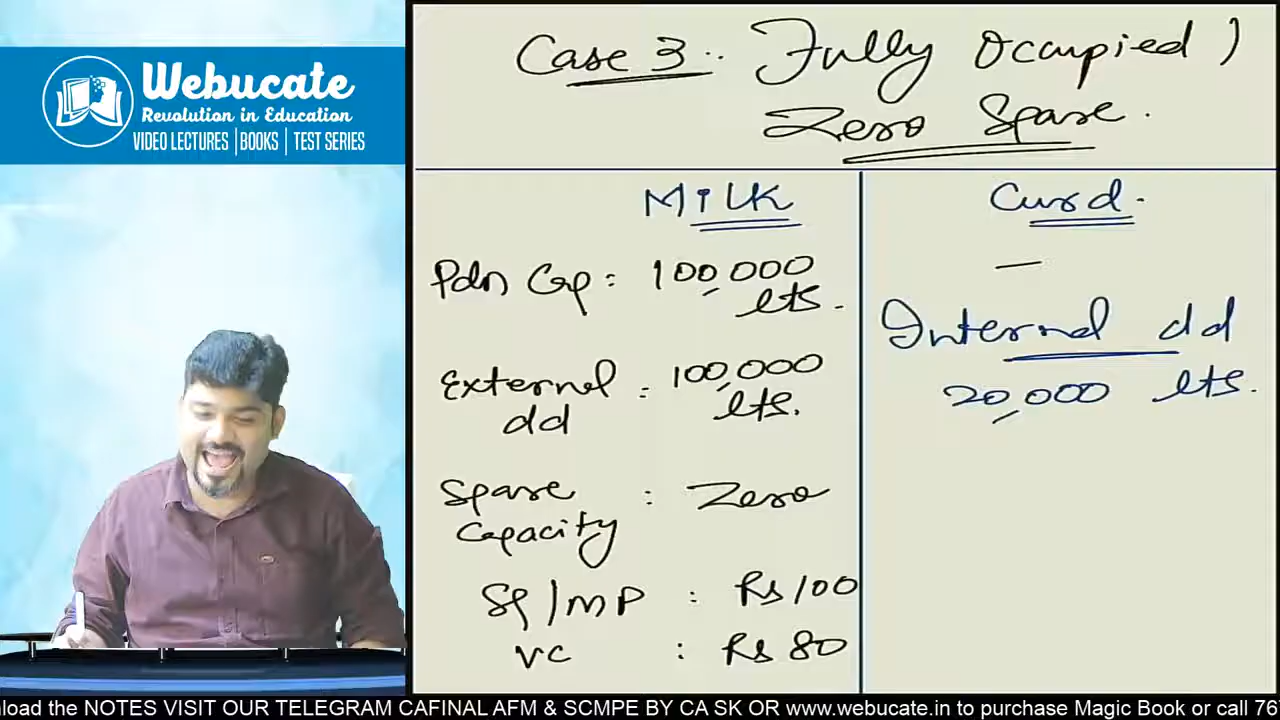 Webucate
Revolution in Education
VIDEO LECTURES | BOOKS | TEST SERIES
Case 3: Fully Ocupied )
Zero Spare.
Milk
Pdn Cap : 100,000
lts.
External : 100,000
dd lts.
Spare : Zero
Capacity
SP/MP : Rs 100
VC : Rs 80
Curd.
—
Internal dd
20,000 lts.
nload the NOTES VISIT OUR TELEGRAM CAFINAL AFM & SCMPE BY CA SK OR www.webucate.in to purchase Magic Book or call 76